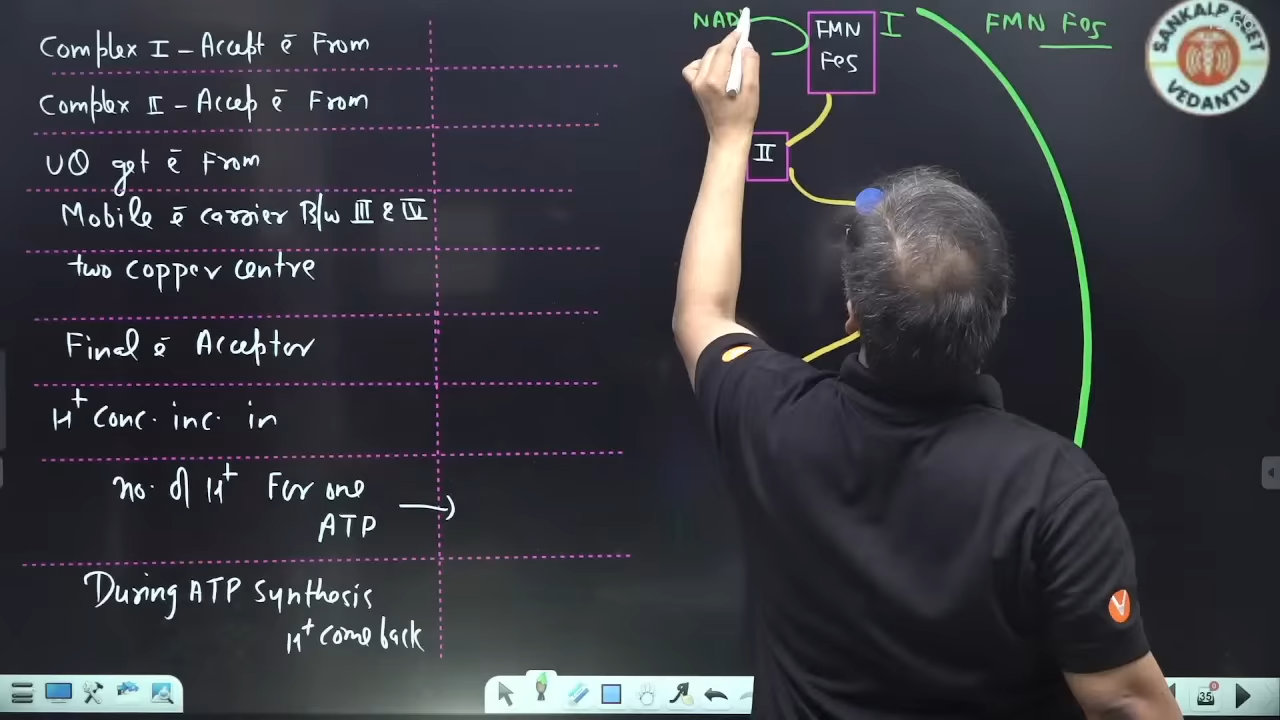 Complex I - Accept ē From
Complex II - Accep ē From
UQ get ē From
Mobile ē carrier B/w III & IV
two copper centre
Final ē Acceptor
H+ conc. inc. in
no. of H+ For one
ATP →
During ATP Synthesis
H+ come back
NAD
FMN
FeS
I
II
FMN FeS
SANKALP NEET
VEDANTU
35